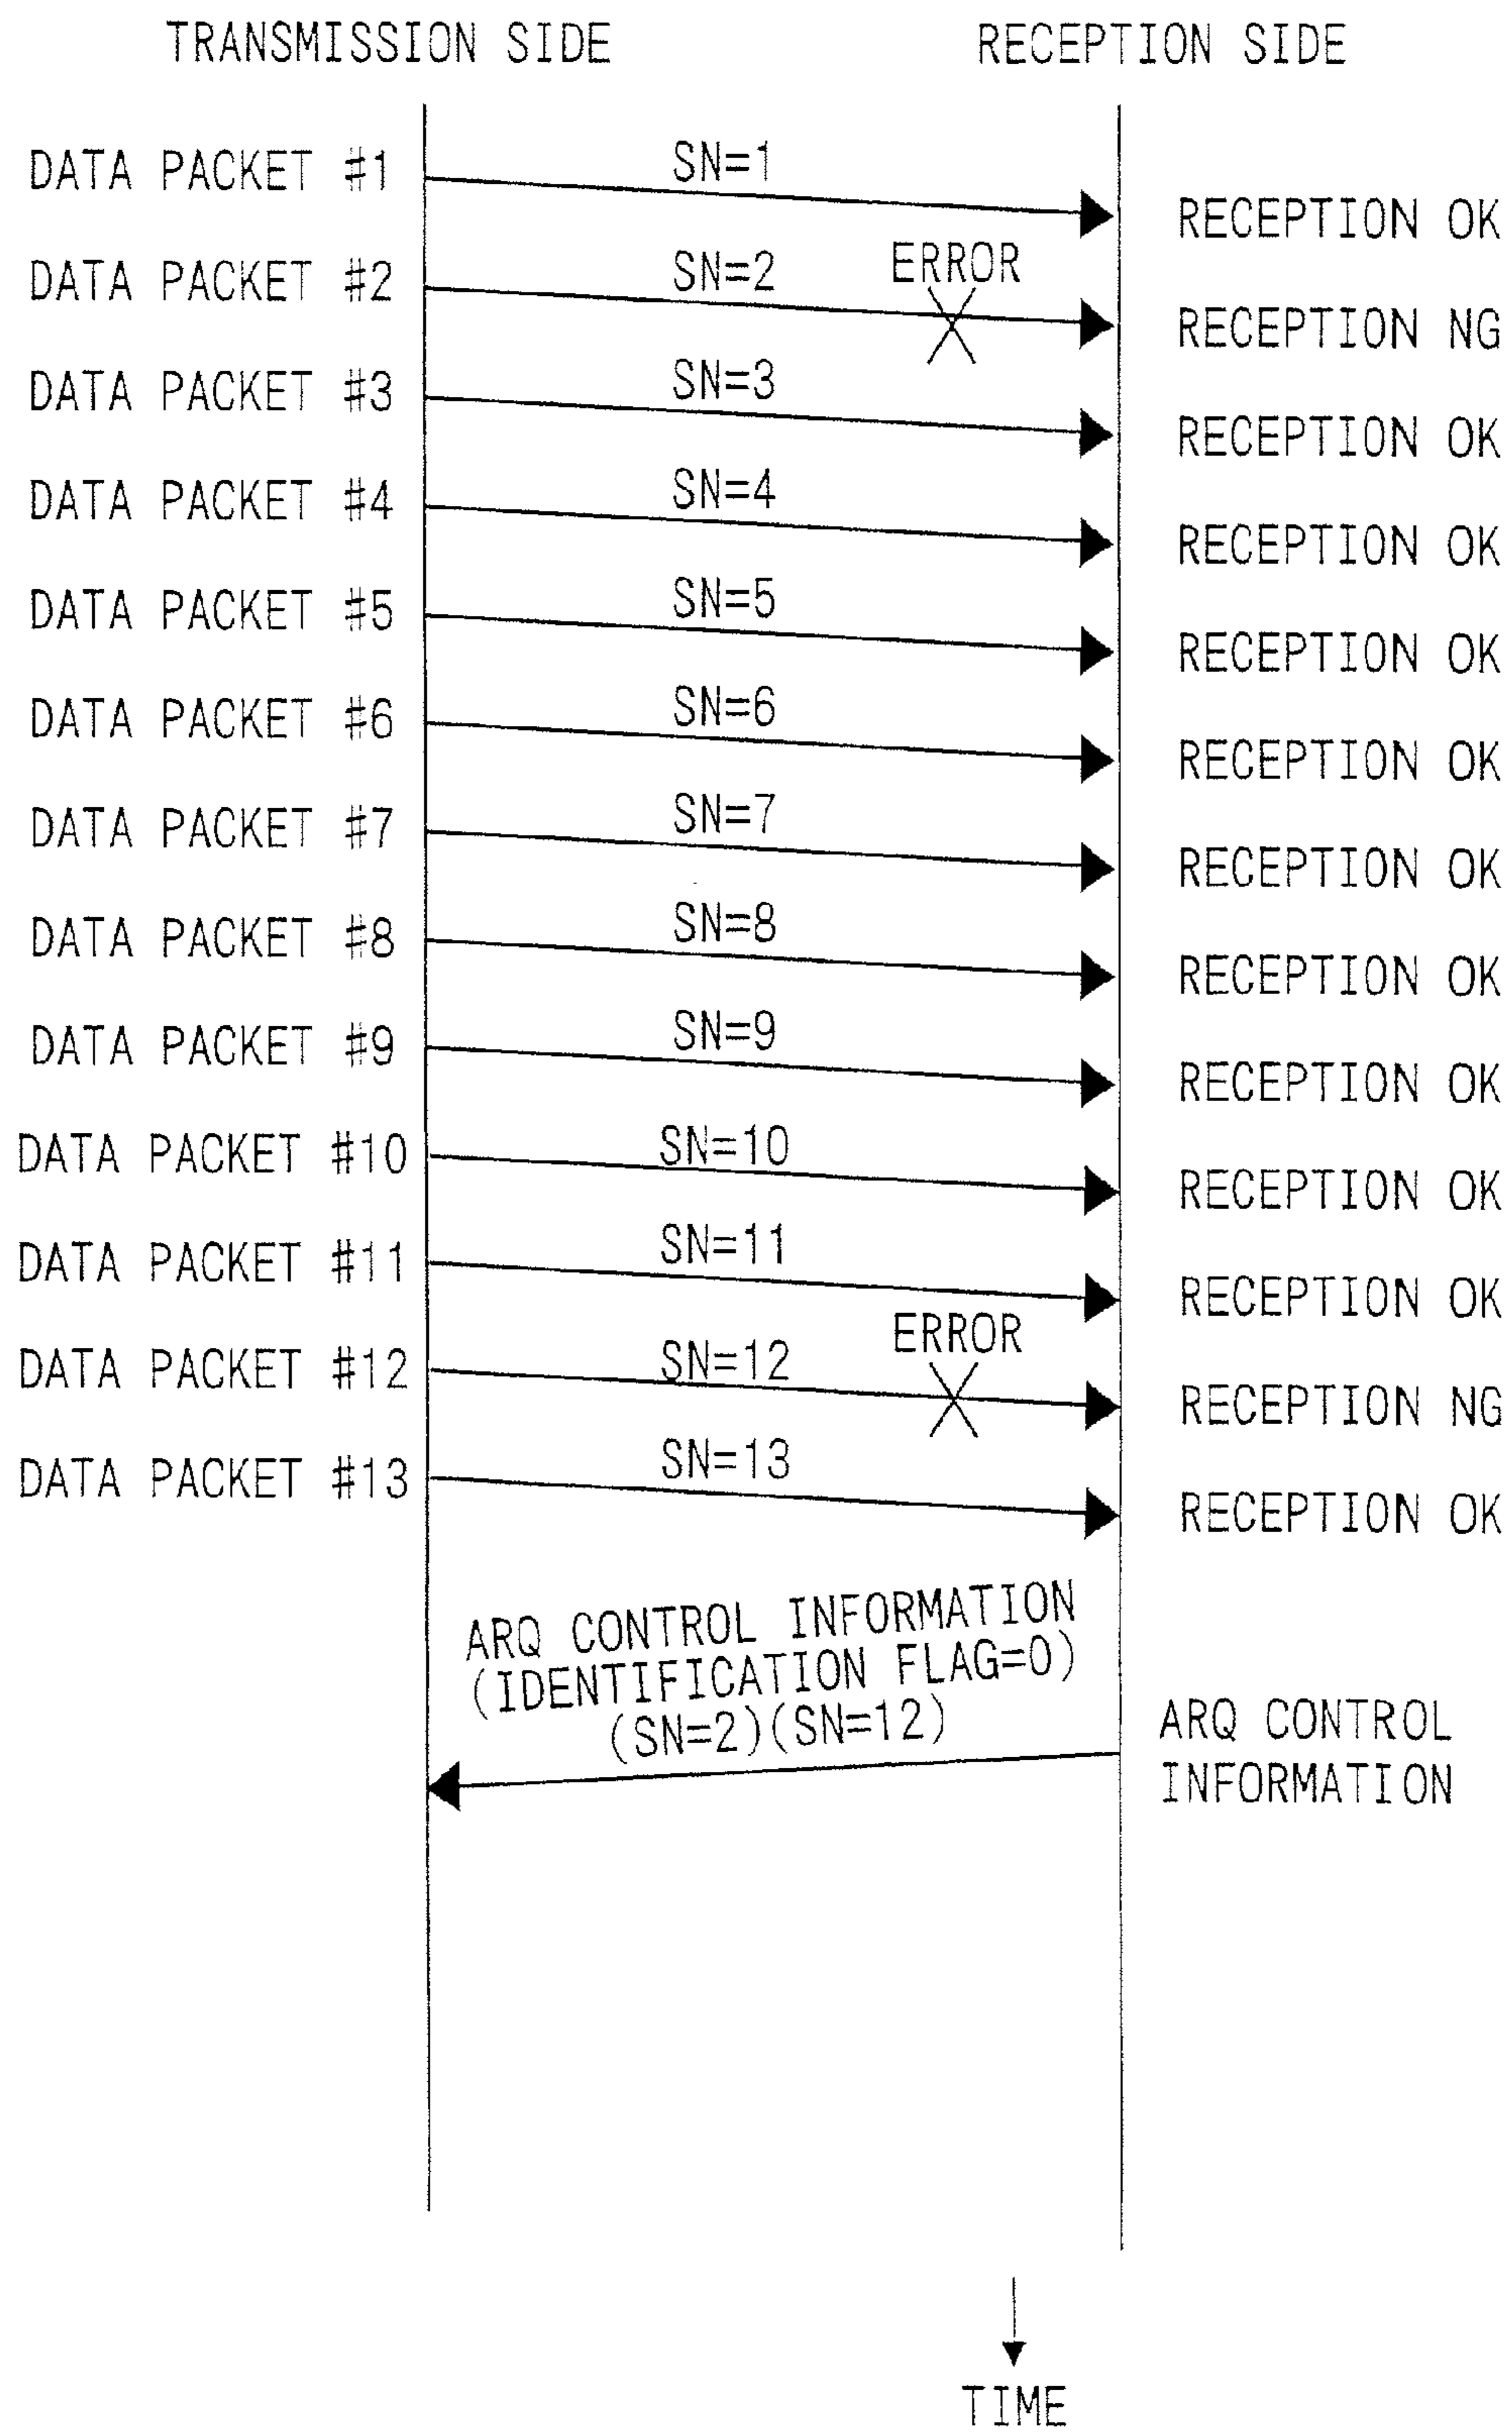 TRANSMISSION SIDE RECEPTION SIDE
DATA PACKET #1 SN=1 RECEPTION OK
DATA PACKET #2 SN=2 ERROR RECEPTION NG
DATA PACKET #3 SN=3 RECEPTION OK
DATA PACKET #4 SN=4 RECEPTION OK
DATA PACKET #5 SN=5 RECEPTION OK
DATA PACKET #6 SN=6 RECEPTION OK
DATA PACKET #7 SN=7 RECEPTION OK
DATA PACKET #8 SN=8 RECEPTION OK
DATA PACKET #9 SN=9 RECEPTION OK
DATA PACKET #10 SN=10 RECEPTION OK
DATA PACKET #11 SN=11 RECEPTION OK
DATA PACKET #12 SN=12 ERROR RECEPTION NG
DATA PACKET #13 SN=13 RECEPTION OK
ARQ CONTROL INFORMATION
(IDENTIFICATION FLAG=0)
(SN=2)(SN=12)
ARQ CONTROL
INFORMATION
TIME